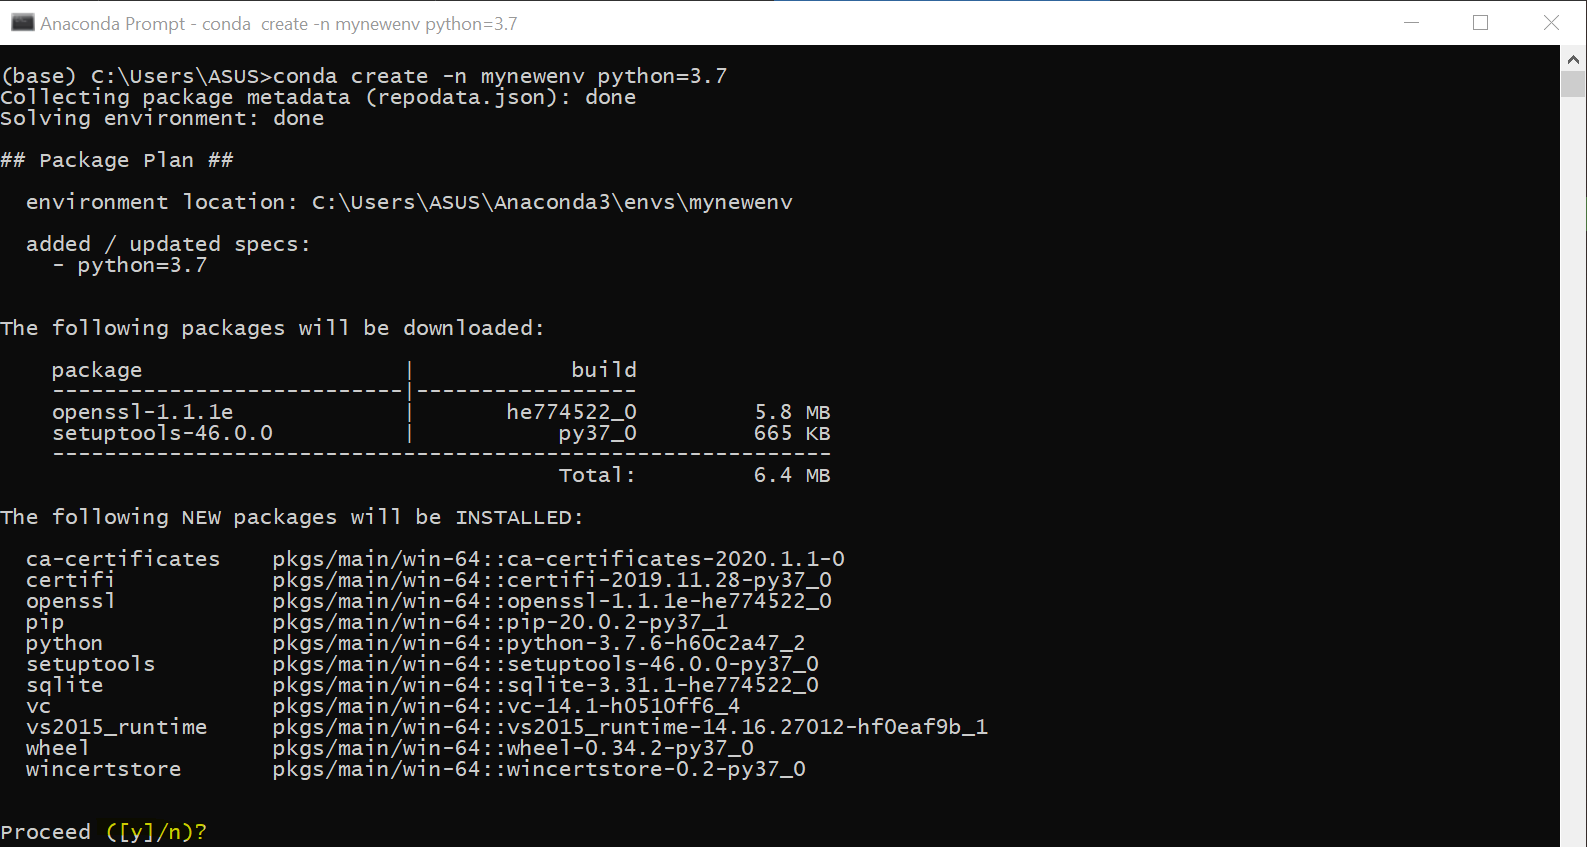 Anaconda Prompt - conda  create -n mynewenv python=3.7
(base) C:\Users\ASUS>conda create -n mynewenv python=3.7
Collecting package metadata (repodata.json): done
Solving environment: done
## Package Plan ##
  environment location: C:\Users\ASUS\Anaconda3\envs\mynewenv
  added / updated specs:
    - python=3.7
The following packages will be downloaded:
    package                    |            build
    ---------------------------|-----------------
    openssl-1.1.1e             |       he774522_0         5.8 MB
    setuptools-46.0.0          |           py37_0         665 KB
    ------------------------------------------------------------
                                           Total:         6.4 MB
The following NEW packages will be INSTALLED:
  ca-certificates    pkgs/main/win-64::ca-certificates-2020.1.1-0
  certifi            pkgs/main/win-64::certifi-2019.11.28-py37_0
  openssl            pkgs/main/win-64::openssl-1.1.1e-he774522_0
  pip                pkgs/main/win-64::pip-20.0.2-py37_1
  python             pkgs/main/win-64::python-3.7.6-h60c2a47_2
  setuptools         pkgs/main/win-64::setuptools-46.0.0-py37_0
  sqlite             pkgs/main/win-64::sqlite-3.31.1-he774522_0
  vc                 pkgs/main/win-64::vc-14.1-h0510ff6_4
  vs2015_runtime     pkgs/main/win-64::vs2015_runtime-14.16.27012-hf0eaf9b_1
  wheel              pkgs/main/win-64::wheel-0.34.2-py37_0
  wincertstore       pkgs/main/win-64::wincertstore-0.2-py37_0
Proceed ([y]/n)?